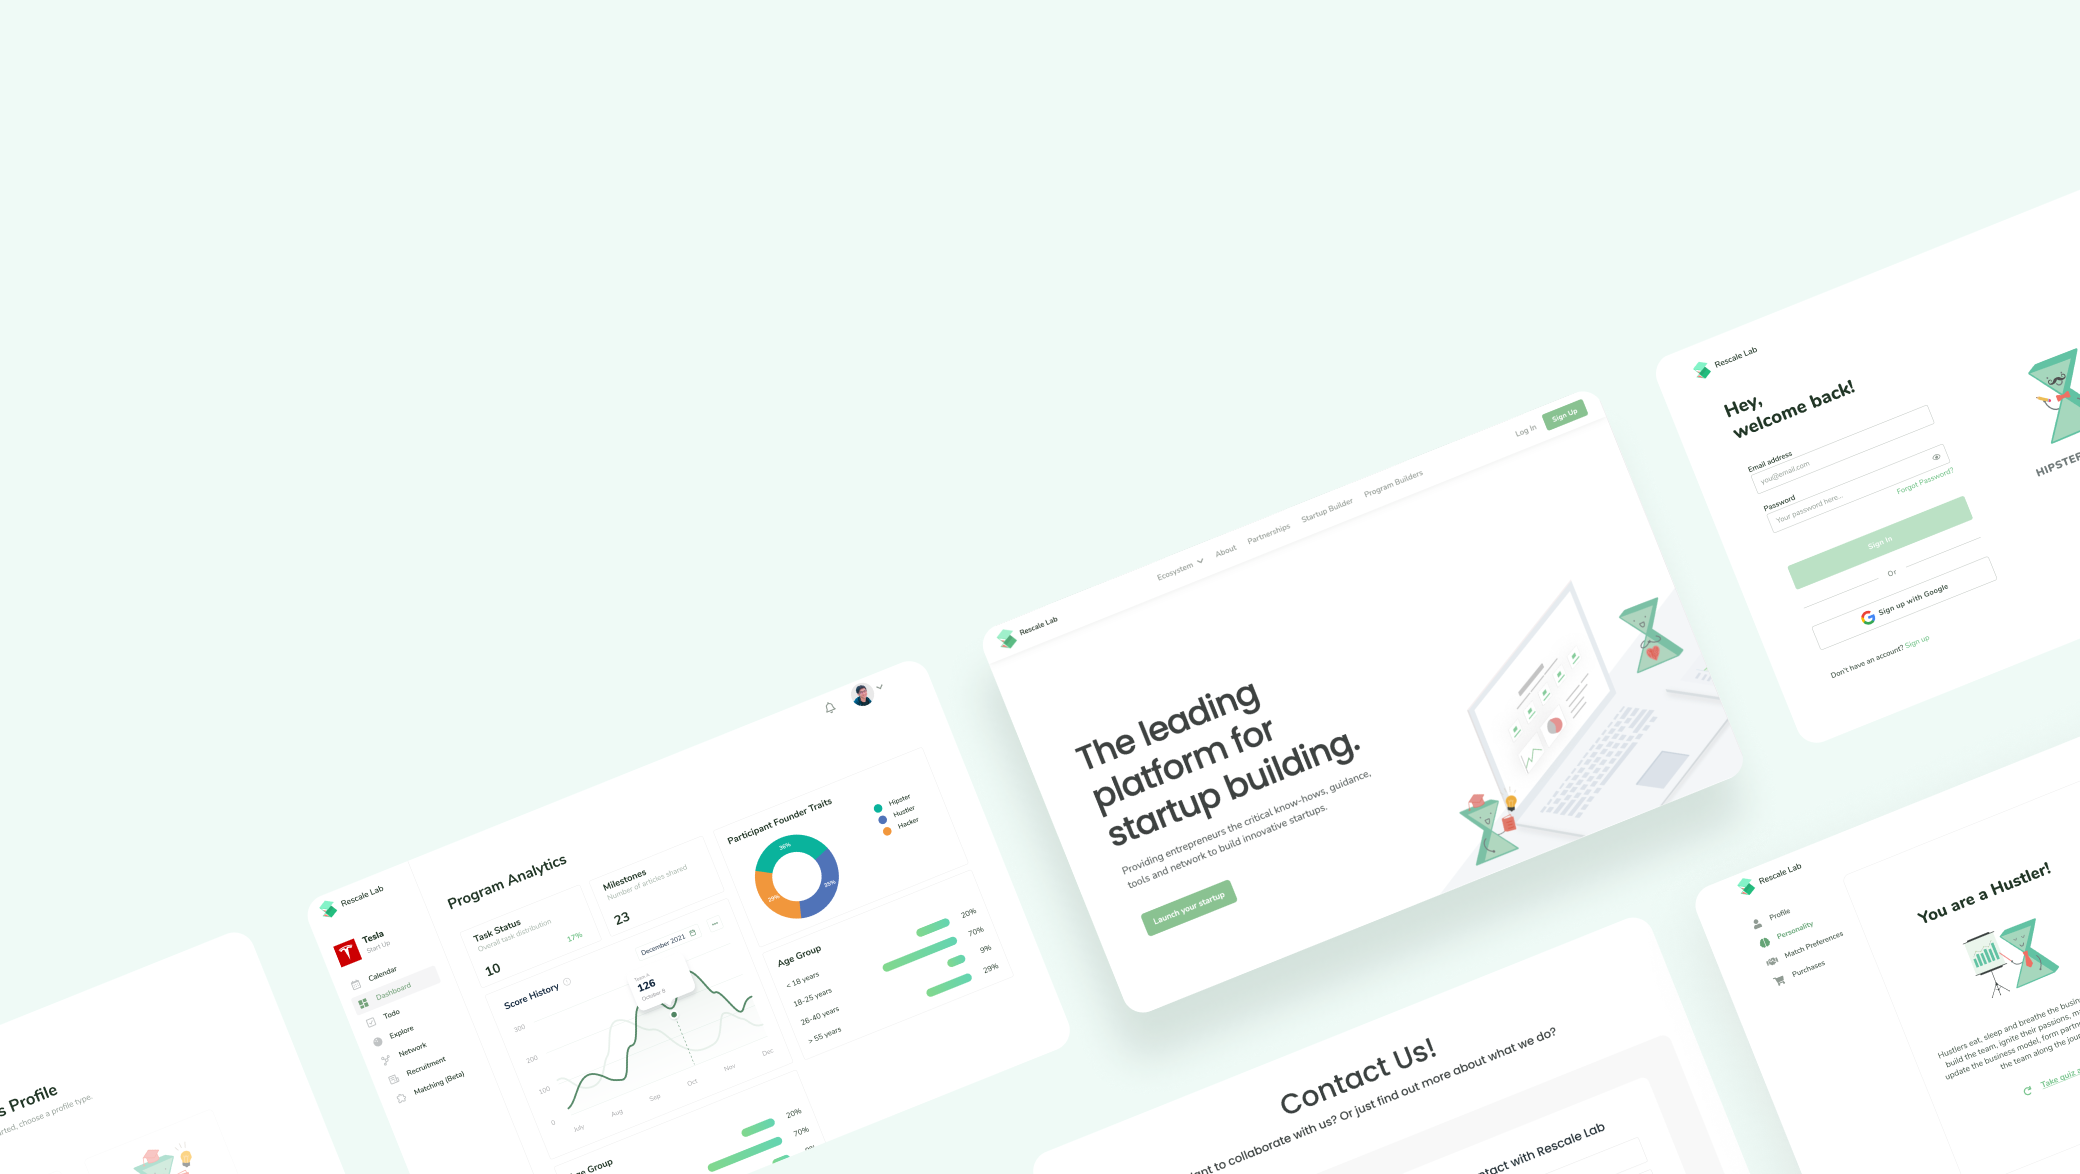 s Profile
rted, choose a profile type.
Rescale Lab
Tesla
Start Up
Calendar
Dashboard
Todo
Explore
Network
Recruitment
Matching (Beta)
Program Analytics
Task Status
Overall task distribution
10
17%
Milestones
Number of articles shared
23
Score History
December 2021
126
October 9
300
200
100
0
July
Aug
Sep
Oct
Nov
Dec
Participant Founder Traits
36%
35%
29%
Hipster
Hustler
Hacker
Age Group
< 18 years
20%
18-25 years
70%
26-40 years
9%
> 55 years
29%
ge Group
20%
70%
Rescale Lab
Ecosystem
About
Partnerships
Startup Builder
Program Builders
Log In
Sign Up
The leading
platform for
startup building.
Providing entrepreneurs the critical know-hows, guidance,
tools and network to build innovative startups.
Launch your startup
Contact Us!
ant to collaborate with us? Or just find out more about what we do?
ntact with Rescale Lab
Rescale Lab
Hey,
welcome back!
Email address
you@email.com
Password
Your password here...
Forgot Password?
Sign In
Or
Sign up with Google
Don't have an account? Sign up
HIPSTER
Rescale Lab
Profile
Personality
Match Preferences
Purchases
You are a Hustler!
Hustlers eat, sleep and breathe the busin
build the team, ignite their passions, m
update the business model, form partn
the team along the jour
Take quiz a